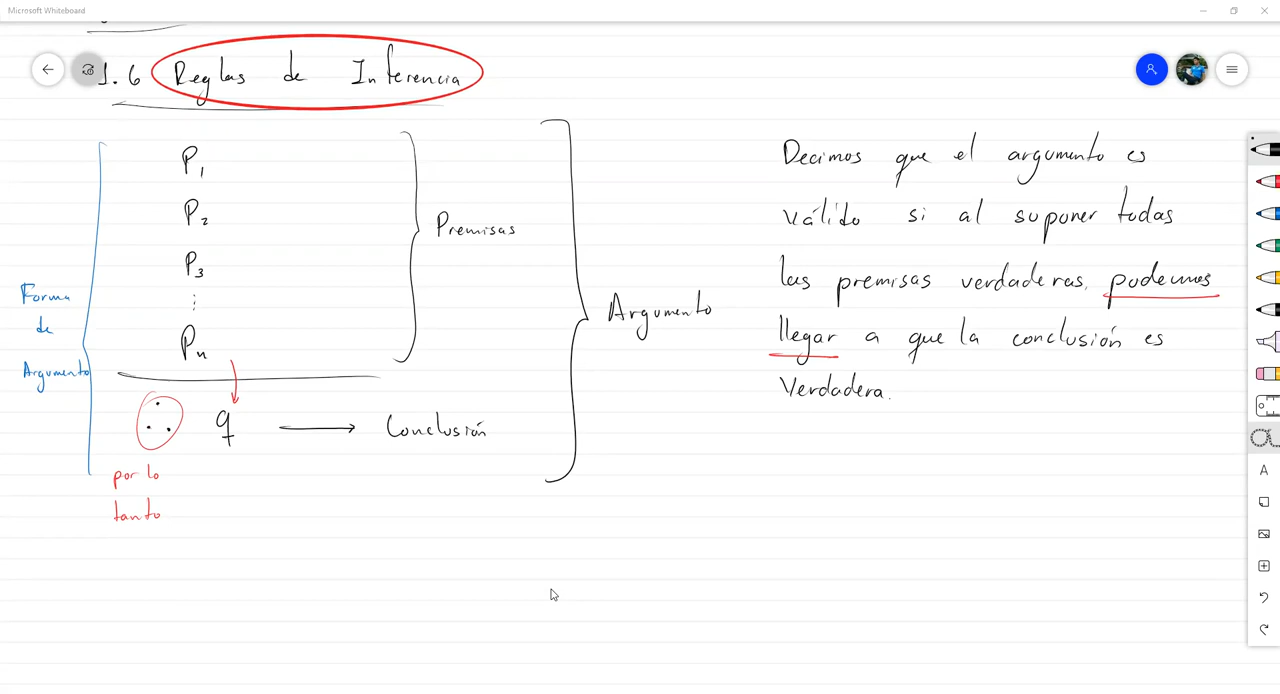 Microsoft Whiteboard
1.6 Reglas de Inferencia
P1
P2
P3
⋮
Pn
Premisas
Argumento
Forma
de
Argumento
∴ q → Conclusión
por lo
tanto
Decimos que el argumento es
válido si al suponer todas
las premisas verdaderas, podemos
llegar a que la conclusión es
verdadera.
A